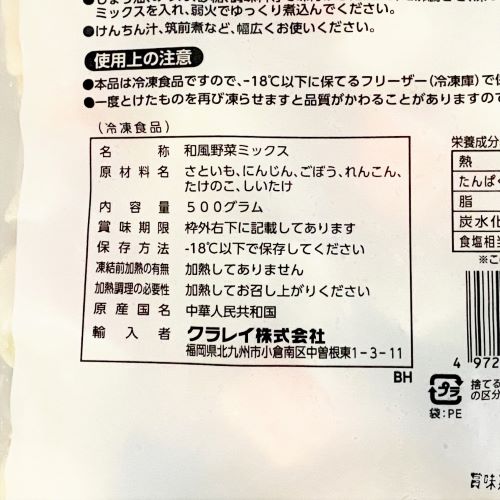 ミックスを入れ、弱火でゆっくり煮込んでください。
●けんちん汁、筑前煮など、幅広くお使いください。
使用上の注意
●本品は冷凍食品ですので、-18℃以下に保てるフリーザー（冷凍庫）で
●一度とけたものを再び凍らせますと品質がかわることがありますので
（冷凍食品）
名称 和風野菜ミックス
原材料名 さといも、にんじん、ごぼう、れんこん、
たけのこ、しいたけ
内容量 500グラム
賞味期限 枠外右下に記載してあります
保存方法 -18℃以下で保存してください
凍結前加熱の有無 加熱してありません
加熱調理の必要性 加熱してお召し上がりください
原産国名 中華人民共和国
輸入者 クラレイ株式会社
福岡県北九州市小倉南区中曽根東1-3-11
BH
栄養成分
熱
たんぱく
脂
炭水化
食塩相当
※こ
4 972
プラ
捨てる
の区分
袋:PE
賞味